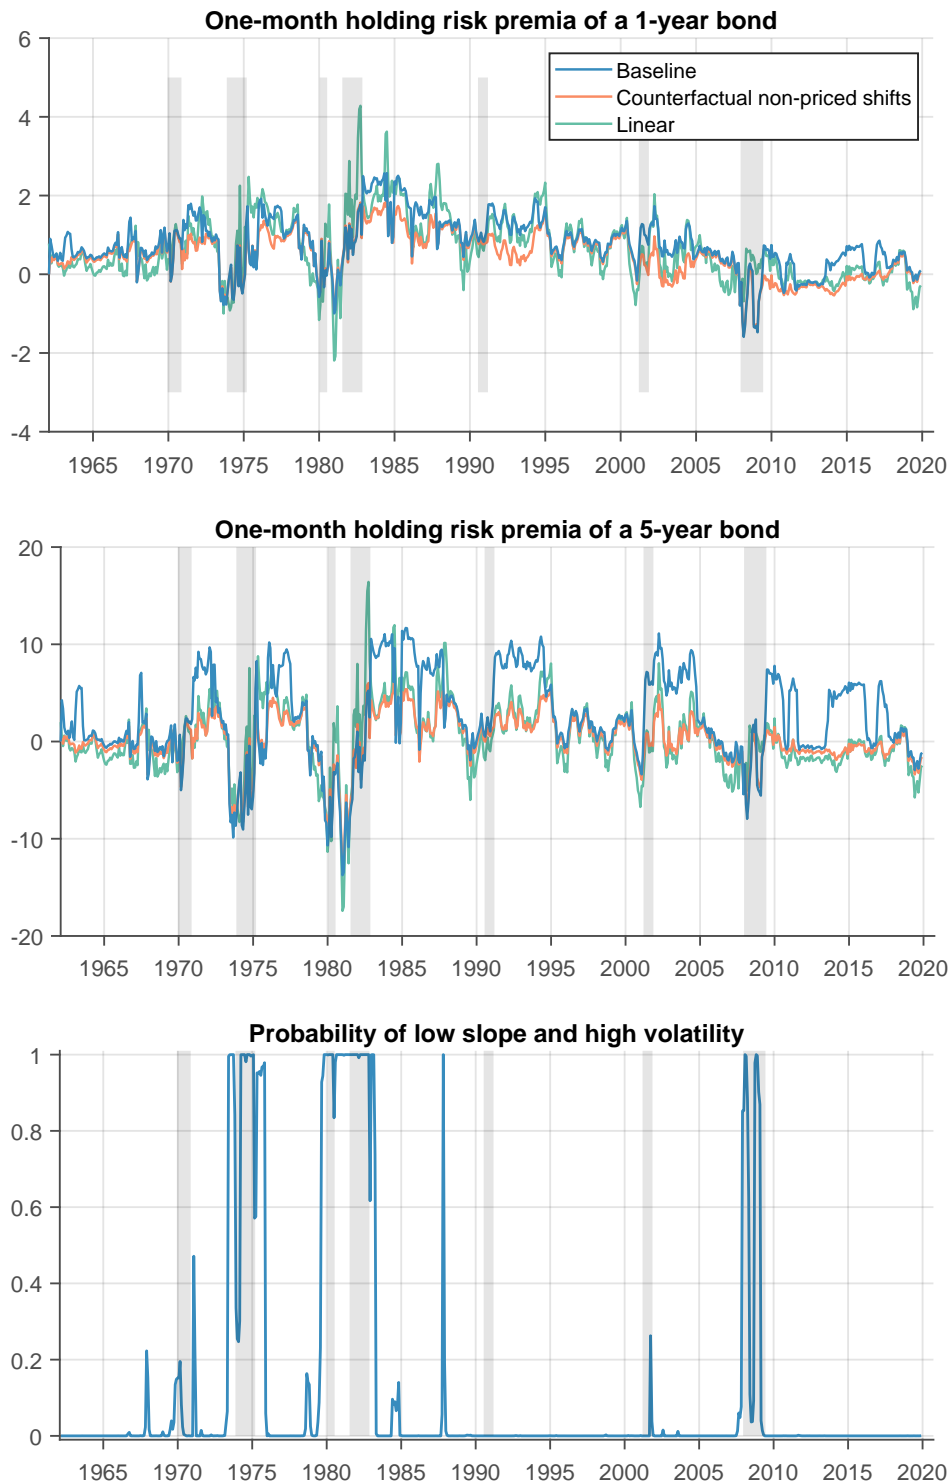 One-month holding risk premia of a 1-year bond
6
4
2
0
-2
-4
Baseline
Counterfactual non-priced shifts
Linear
1965 1970 1975 1980 1985 1990 1995 2000 2005 2010 2015 2020
One-month holding risk premia of a 5-year bond
20
10
0
-10
-20
1965 1970 1975 1980 1985 1990 1995 2000 2005 2010 2015 2020
Probability of low slope and high volatility
1
0.8
0.6
0.4
0.2
0
1965 1970 1975 1980 1985 1990 1995 2000 2005 2010 2015 2020